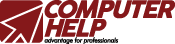 COMPUTER
HELP
advantage for professionals